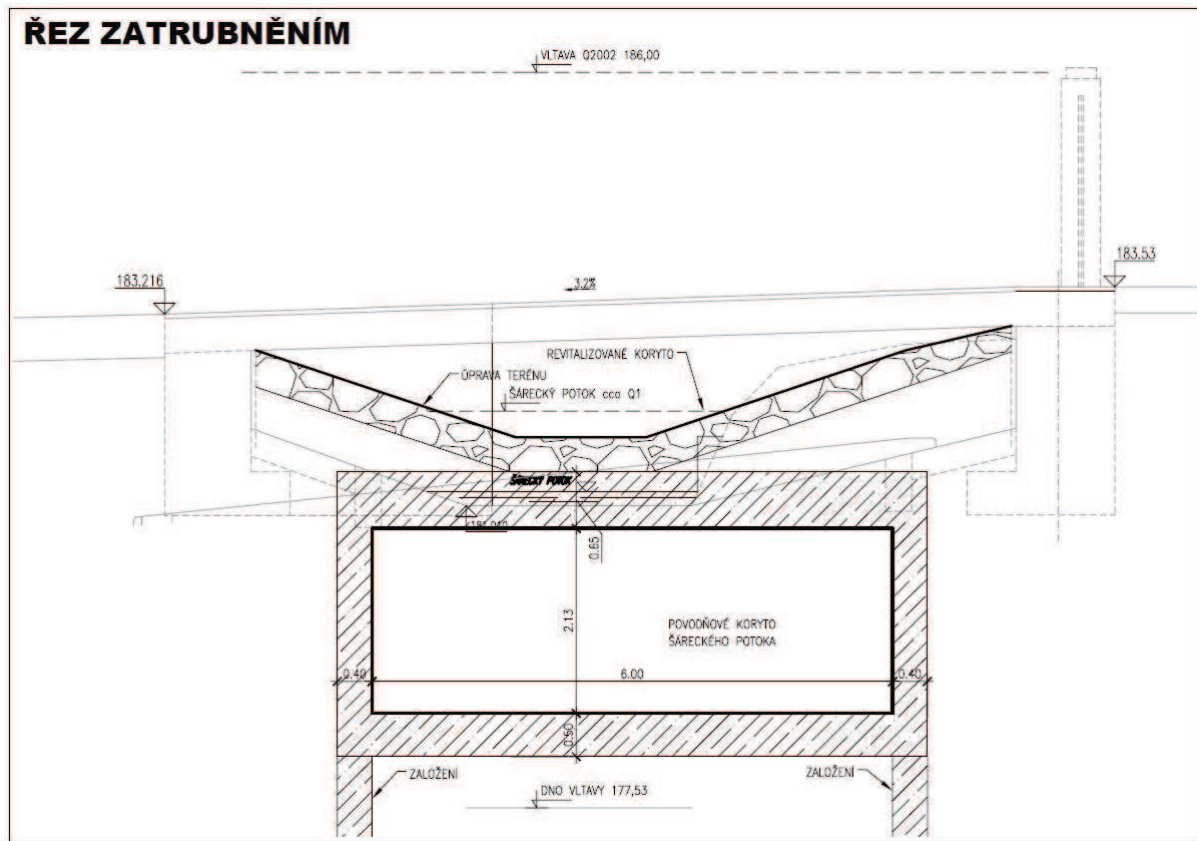 ŘEZ ZATRUBNĚNÍM
VLTAVA Q2002 186,00
183.216
3.2%
183.53
REVITALIZOVANÉ KORYTO
ÚPRAVA TERÉNU
ŠÁRECKÝ POTOK cca Q1
ŠÁRECKÝ POTOK
0.65
2.13
POVODŇOVÉ KORYTO
ŠÁRECKÉHO POTOKA
0.40
6.00
0.40
ZALOŽENÍ
ZALOŽENÍ
DNO VLTAVY 177,53